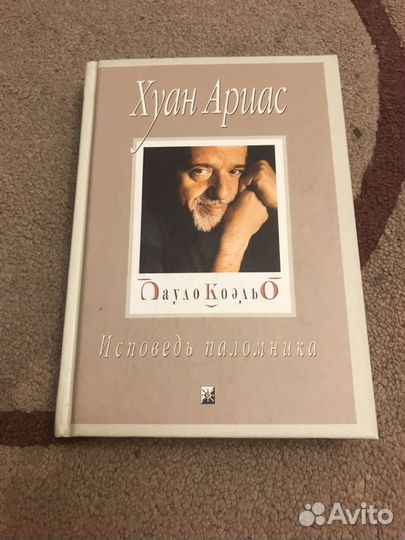 Хуан Ариас
Пауло Коэльо
Исповедь паломника
Avito